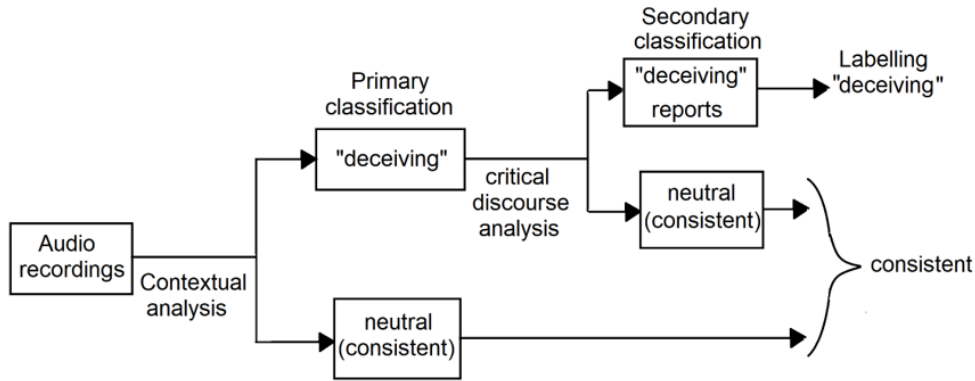 Secondary
classification
Labelling
"deceiving"
"deceiving"
reports
Primary
classification
"deceiving"
critical
discourse
analysis
neutral
(consistent)
Audio
recordings
Contextual
analysis
consistent
neutral
(consistent)